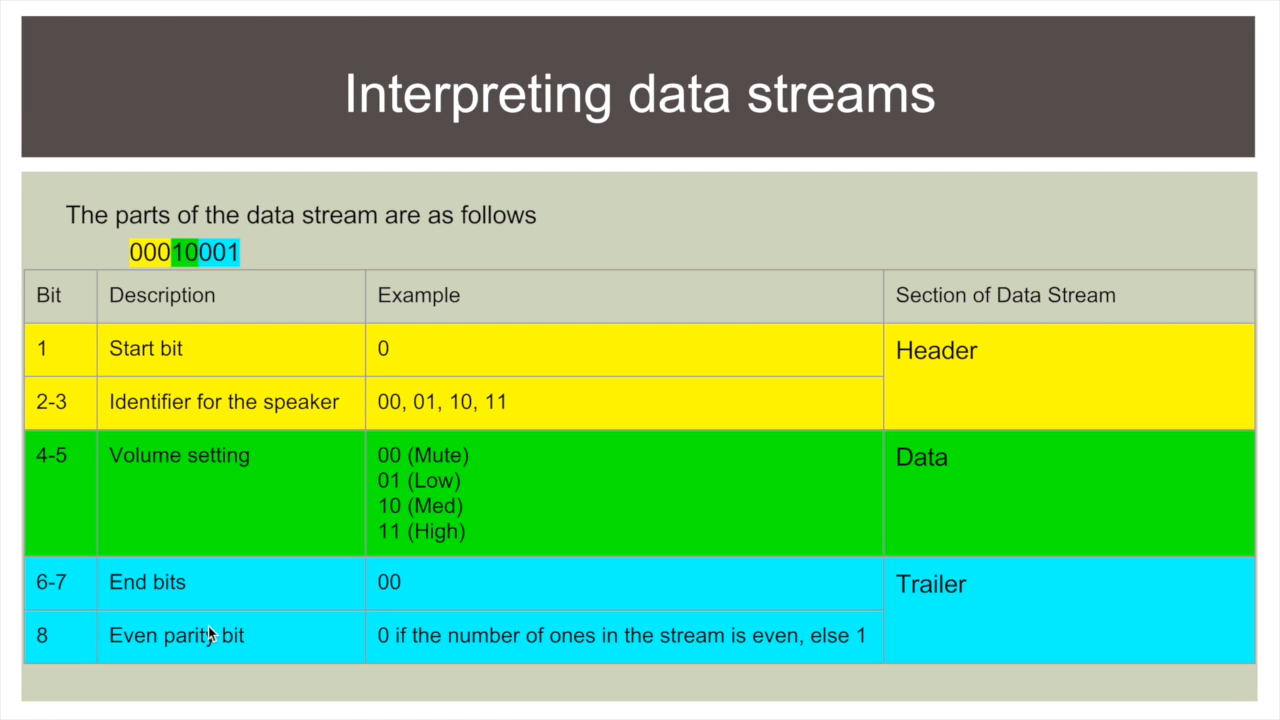 Interpreting data streams
The parts of the data stream are as follows
00010001
Bit Description Example Section of Data Stream
1 Start bit 0 Header
2-3 Identifier for the speaker 00, 01, 10, 11
4-5 Volume setting 00 (Mute) Data
01 (Low)
10 (Med)
11 (High)
6-7 End bits 00 Trailer
8 Even parity bit 0 if the number of ones in the stream is even, else 1